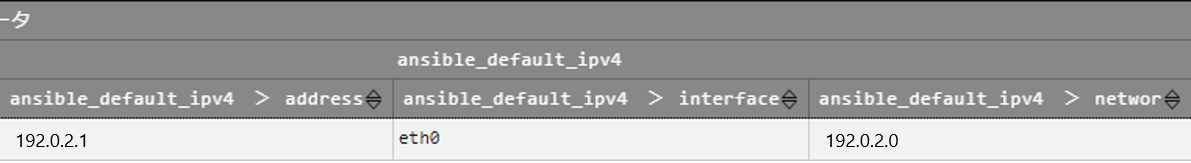 ータ
ansible_default_ipv4
ansible_default_ipv4 > address
ansible_default_ipv4 > interface
ansible_default_ipv4 > networ
192.0.2.1
eth0
192.0.2.0